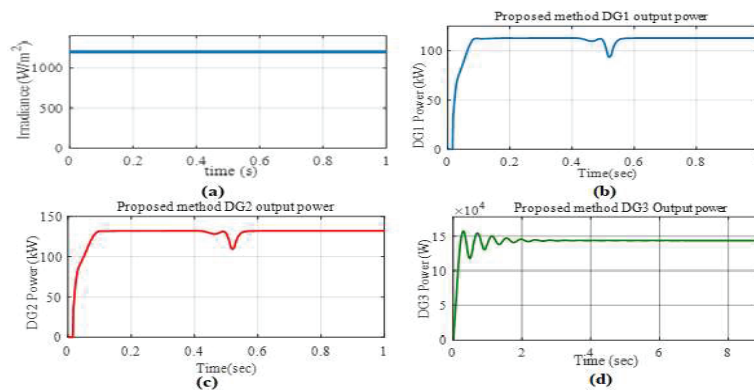 Irradiance (W/m²)
1000
500
0
0 0.2 0.4 0.6 0.8 1
time (s)
(a)
Proposed method DG1 output power
DG1 Power (kW)
100
50
0
0 0.2 0.4 0.6 0.8
Time(sec)
(b)
Proposed method DG2 output power
DG2 Power (kW)
150
100
50
0
0 0.2 0.4 0.6 0.8 1
Time(sec)
(c)
Proposed method DG3 Output power
×10⁴
DG3 Power (W)
15
10
5
0
0 2 4 6 8
Time (sec)
(d)